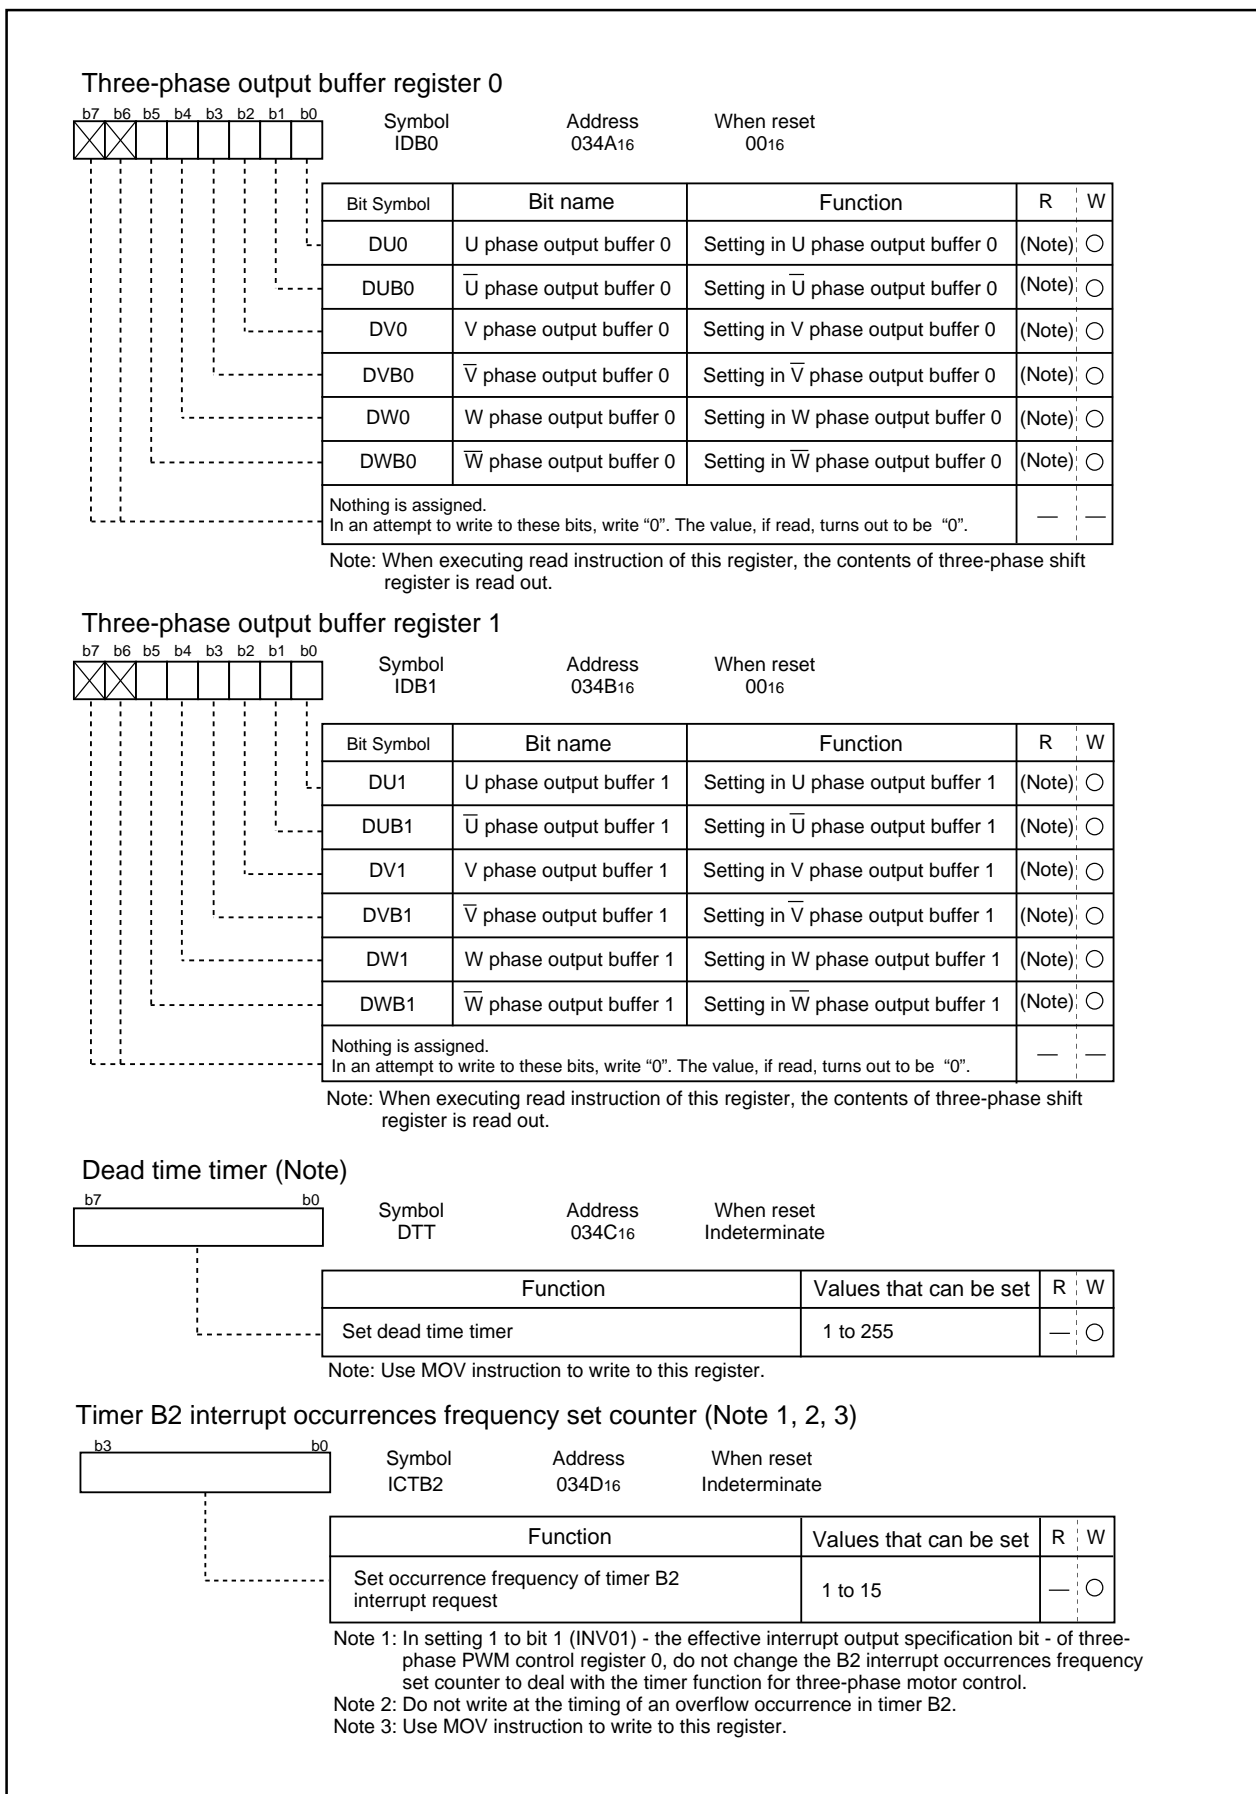 Three-phase output buffer register 0
b7 b6 b5 b4 b3 b2 b1 b0
Symbol Address When reset
IDB0 034A16 0016
Bit Symbol Bit name Function R W
DU0 U phase output buffer 0 Setting in U phase output buffer 0 (Note) ○
DUB0 U̅ phase output buffer 0 Setting in U̅ phase output buffer 0 (Note) ○
DV0 V phase output buffer 0 Setting in V phase output buffer 0 (Note) ○
DVB0 V̅ phase output buffer 0 Setting in V̅ phase output buffer 0 (Note) ○
DW0 W phase output buffer 0 Setting in W phase output buffer 0 (Note) ○
DWB0 W̅ phase output buffer 0 Setting in W̅ phase output buffer 0 (Note) ○
Nothing is assigned.
In an attempt to write to these bits, write “0”. The value, if read, turns out to be “0”. — —
Note: When executing read instruction of this register, the contents of three-phase shift
register is read out.
Three-phase output buffer register 1
b7 b6 b5 b4 b3 b2 b1 b0
Symbol Address When reset
IDB1 034B16 0016
Bit Symbol Bit name Function R W
DU1 U phase output buffer 1 Setting in U phase output buffer 1 (Note) ○
DUB1 U̅ phase output buffer 1 Setting in U̅ phase output buffer 1 (Note) ○
DV1 V phase output buffer 1 Setting in V phase output buffer 1 (Note) ○
DVB1 V̅ phase output buffer 1 Setting in V̅ phase output buffer 1 (Note) ○
DW1 W phase output buffer 1 Setting in W phase output buffer 1 (Note) ○
DWB1 W̅ phase output buffer 1 Setting in W̅ phase output buffer 1 (Note) ○
Nothing is assigned.
In an attempt to write to these bits, write “0”. The value, if read, turns out to be “0”. — —
Note: When executing read instruction of this register, the contents of three-phase shift
register is read out.
Dead time timer (Note)
b7 b0
Symbol Address When reset
DTT 034C16 Indeterminate
Function Values that can be set R W
Set dead time timer 1 to 255 — ○
Note: Use MOV instruction to write to this register.
Timer B2 interrupt occurrences frequency set counter (Note 1, 2, 3)
b3 b0
Symbol Address When reset
ICTB2 034D16 Indeterminate
Function Values that can be set R W
Set occurrence frequency of timer B2
interrupt request 1 to 15 — ○
Note 1: In setting 1 to bit 1 (INV01) - the effective interrupt output specification bit - of three-
phase PWM control register 0, do not change the B2 interrupt occurrences frequency
set counter to deal with the timer function for three-phase motor control.
Note 2: Do not write at the timing of an overflow occurrence in timer B2.
Note 3: Use MOV instruction to write to this register.